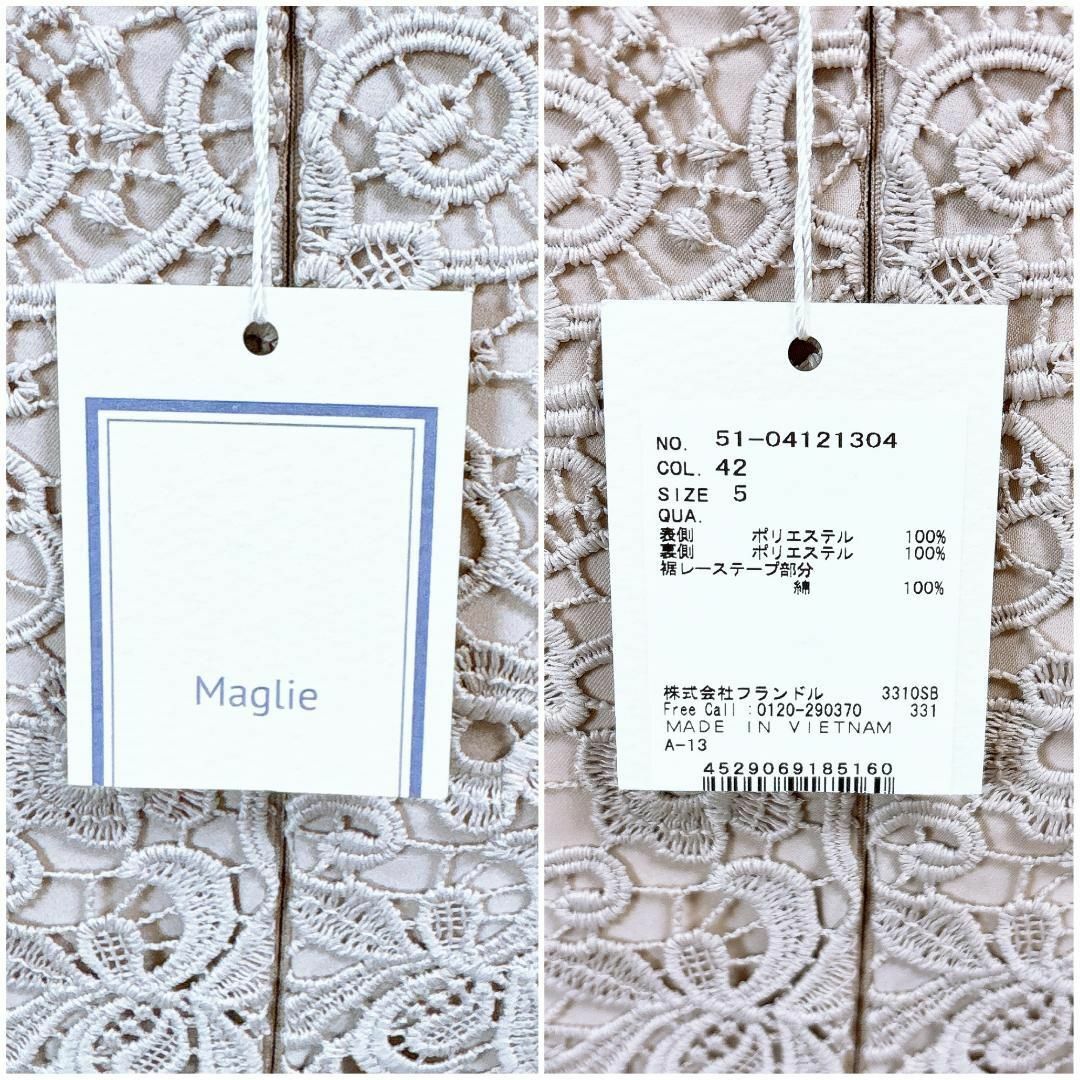 Maglie
NO. 51-04121304
COL. 42
SIZE 5
QUA.
表側 ポリエステル 100%
裏側 ポリエステル 100%
裾レーステープ部分
綿 100%
株式会社フランドル 3310SB
Free Call :0120-290370 331
MADE IN VIETNAM
A-13
4529069185160